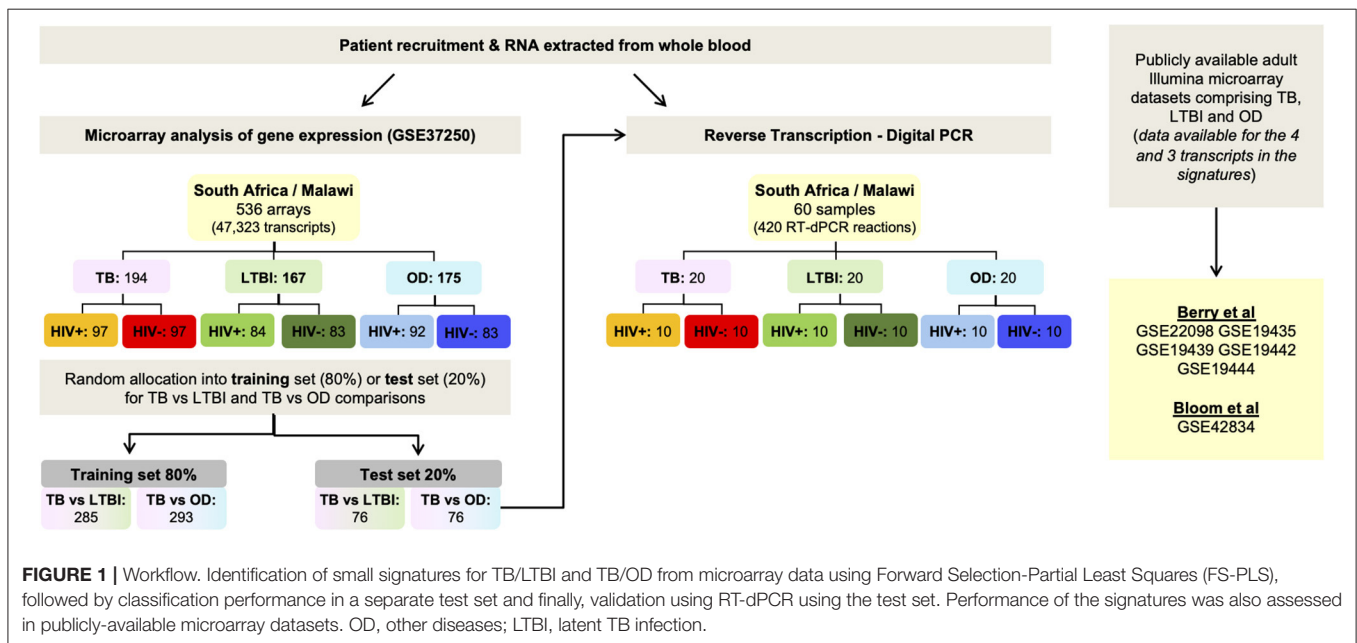 Patient recruitment & RNA extracted from whole blood
Microarray analysis of gene expression (GSE37250)
South Africa / Malawi
536 arrays
(47,323 transcripts)
TB: 194
LTBI: 167
OD: 175
HIV+: 97
HIV-: 97
HIV+: 84
HIV-: 83
HIV+: 92
HIV-: 83
Random allocation into training set (80%) or test set (20%)
for TB vs LTBI and TB vs OD comparisons
Training set 80%
TB vs LTBI:
285
TB vs OD:
293
Test set 20%
TB vs LTBI:
76
TB vs OD:
76
Reverse Transcription - Digital PCR
South Africa / Malawi
60 samples
(420 RT-dPCR reactions)
TB: 20
LTBI: 20
OD: 20
HIV+: 10
HIV-: 10
HIV+: 10
HIV-: 10
HIV+: 10
HIV-: 10
Publicly available adult
Illumina microarray
datasets comprising TB,
LTBI and OD
(data available for the 4
and 3 transcripts in the
signatures)
Berry et al
GSE22098 GSE19435
GSE19439 GSE19442
GSE19444
Bloom et al
GSE42834
FIGURE 1 | Workflow. Identification of small signatures for TB/LTBI and TB/OD from microarray data using Forward Selection-Partial Least Squares (FS-PLS),
followed by classification performance in a separate test set and finally, validation using RT-dPCR using the test set. Performance of the signatures was also assessed
in publicly-available microarray datasets. OD, other diseases; LTBI, latent TB infection.